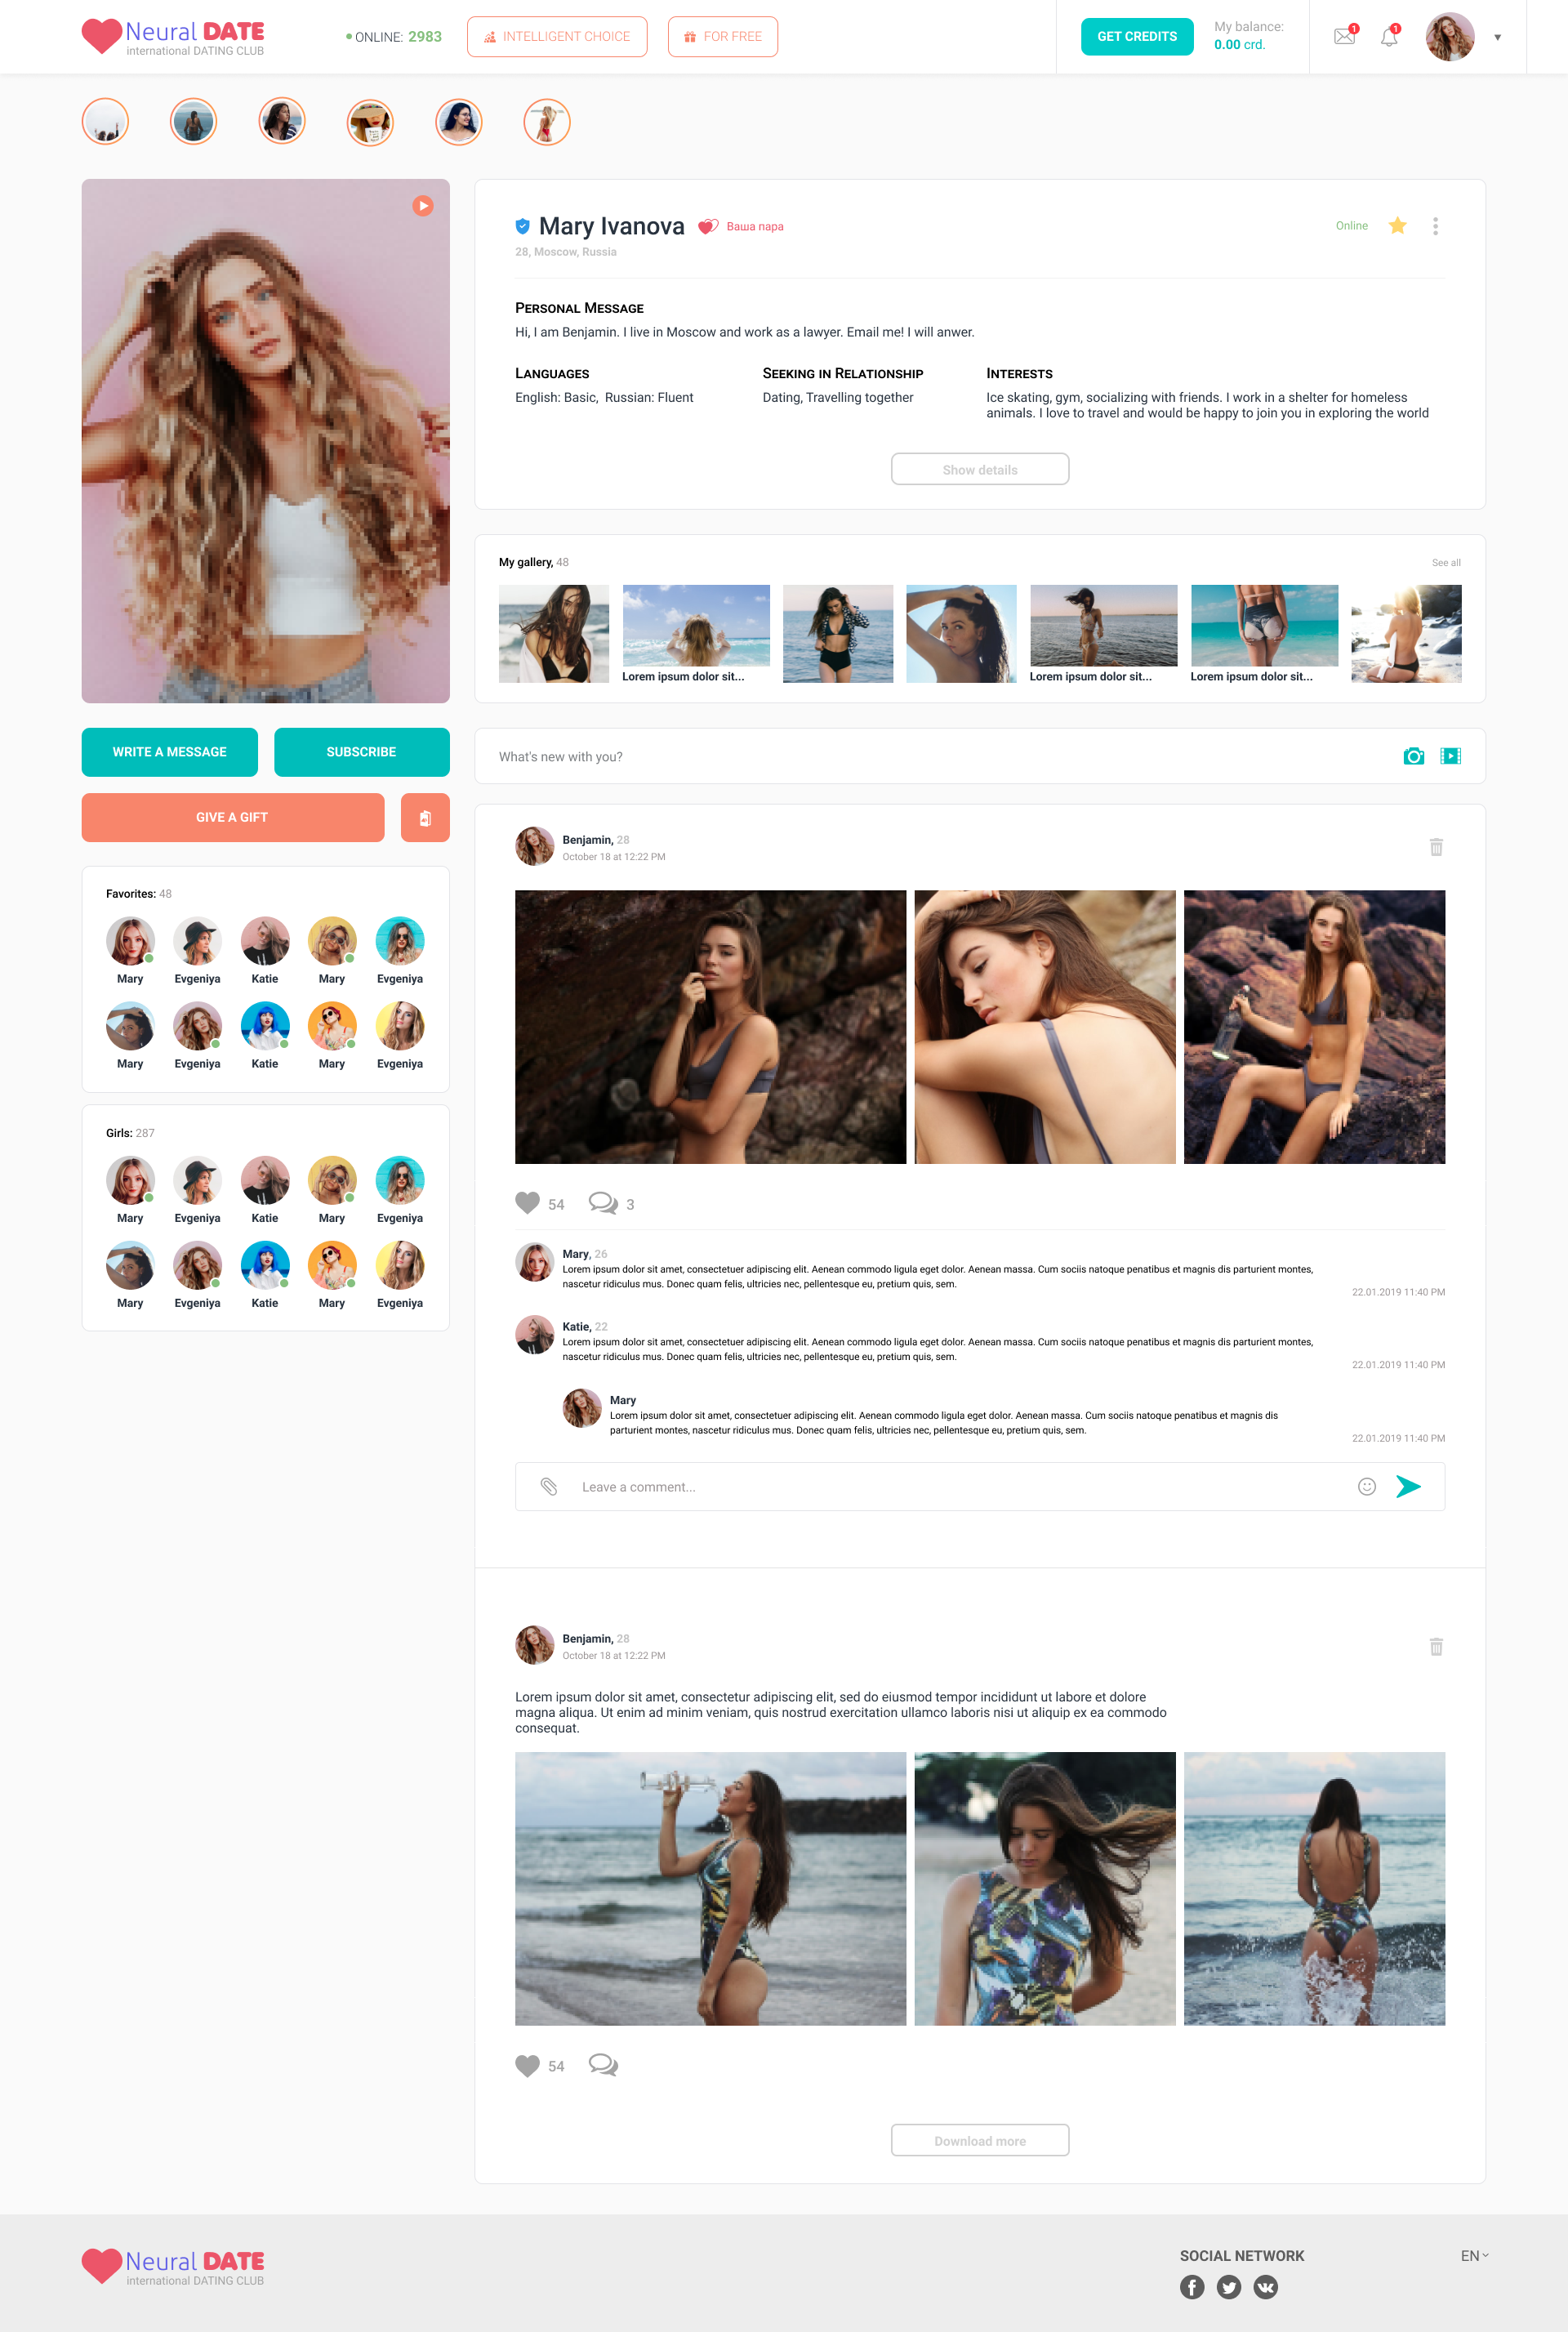 Neural DATE
international DATING CLUB
ONLINE: 2983
INTELLIGENT CHOICE
FOR FREE
GET CREDITS
My balance:
0.00 crd.
1
1
Mary Ivanova
Ваша пара
Online
28, Moscow, Russia
Personal Message
Hi, I am Benjamin. I live in Moscow and work as a lawyer. Email me! I will anwer.
Languages
English: Basic, Russian: Fluent
Seeking in Relationship
Dating, Travelling together
Interests
Ice skating, gym, socializing with friends. I work in a shelter for homeless
animals. I love to travel and would be happy to join you in exploring the world
Show details
My gallery, 48
See all
Lorem ipsum dolor sit...
Lorem ipsum dolor sit...
Lorem ipsum dolor sit...
WRITE A MESSAGE
SUBSCRIBE
GIVE A GIFT
Favorites: 48
Mary
Evgeniya
Katie
Mary
Evgeniya
Mary
Evgeniya
Katie
Mary
Evgeniya
Girls: 287
Mary
Evgeniya
Katie
Mary
Evgeniya
Mary
Evgeniya
Katie
Mary
Evgeniya
What's new with you?
Benjamin, 28
October 18 at 12:22 PM
54
3
Mary, 26
Lorem ipsum dolor sit amet, consectetuer adipiscing elit. Aenean commodo ligula eget dolor. Aenean massa. Cum sociis natoque penatibus et magnis dis parturient montes,
nascetur ridiculus mus. Donec quam felis, ultricies nec, pellentesque eu, pretium quis, sem.
22.01.2019 11:40 PM
Katie, 22
Lorem ipsum dolor sit amet, consectetuer adipiscing elit. Aenean commodo ligula eget dolor. Aenean massa. Cum sociis natoque penatibus et magnis dis parturient montes,
nascetur ridiculus mus. Donec quam felis, ultricies nec, pellentesque eu, pretium quis, sem.
22.01.2019 11:40 PM
Mary
Lorem ipsum dolor sit amet, consectetuer adipiscing elit. Aenean commodo ligula eget dolor. Aenean massa. Cum sociis natoque penatibus et magnis dis
parturient montes, nascetur ridiculus mus. Donec quam felis, ultricies nec, pellentesque eu, pretium quis, sem.
22.01.2019 11:40 PM
Leave a comment...
Benjamin, 28
October 18 at 12:22 PM
Lorem ipsum dolor sit amet, consectetur adipiscing elit, sed do eiusmod tempor incididunt ut labore et dolore
magna aliqua. Ut enim ad minim veniam, quis nostrud exercitation ullamco laboris nisi ut aliquip ex ea commodo
consequat.
54
Download more
Neural DATE
international DATING CLUB
SOCIAL NETWORK
EN